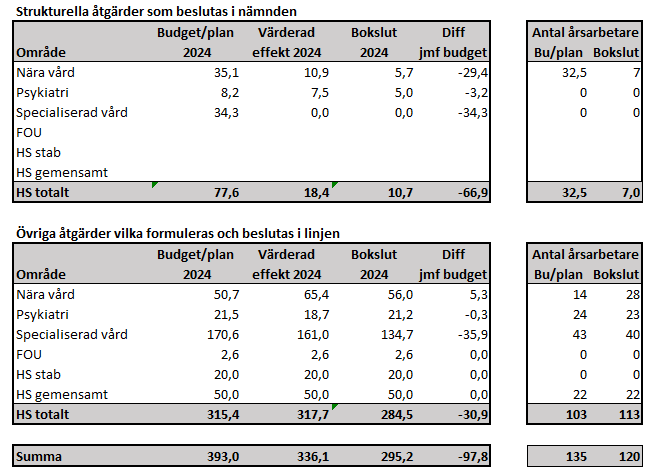 Strukturella åtgärder som beslutas i nämnden
Budget/plan Värderad Bokslut Diff Antal årsarbetare
Område 2024 effekt 2024 2024 jmf budget Bu/plan Bokslut
Nära vård 35,1 10,9 5,7 -29,4 32,5 7
Psykiatri 8,2 7,5 5,0 -3,2 0 0
Specialiserad vård 34,3 0,0 0,0 -34,3 0 0
FOU
HS stab
HS gemensamt
HS totalt 77,6 18,4 10,7 -66,9 32,5 7,0
Övriga åtgärder vilka formuleras och beslutas i linjen
Budget/plan Värderad Bokslut Diff Antal årsarbetare
Område 2024 effekt 2024 2024 jmf budget Bu/plan Bokslut
Nära vård 50,7 65,4 56,0 5,3 14 28
Psykiatri 21,5 18,7 21,2 -0,3 24 23
Specialiserad vård 170,6 161,0 134,7 -35,9 43 40
FOU 2,6 2,6 2,6 0,0 0 0
HS stab 20,0 20,0 20,0 0,0 0 0
HS gemensamt 50,0 50,0 50,0 0,0 22 22
HS totalt 315,4 317,7 284,5 -30,9 103 113
Summa 393,0 336,1 295,2 -97,8 135 120